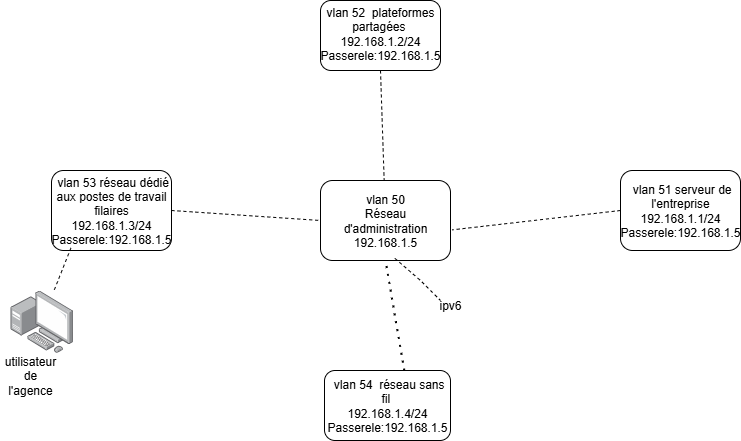 vlan 52  plateformes
partagées
192.168.1.2/24
Passerele:192.168.1.5
vlan 53 réseau dédié
aux postes de travail
filaires
192.168.1.3/24
Passerele:192.168.1.5
vlan 50
Réseau
d'administration
192.168.1.5
vlan 51 serveur de
l'entreprise
192.168.1.1/24
Passerele:192.168.1.5
ipv6
utilisateur
de
l'agence
vlan 54  réseau sans
fil
192.168.1.4/24
Passerele:192.168.1.5